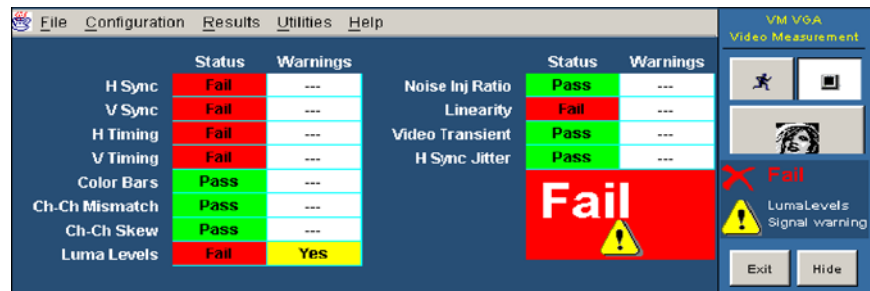 File Configuration Results Utilities Help
Status Warnings
H Sync Fail ---
V Sync Fail ---
H Timing Fail ---
V Timing Fail ---
Color Bars Pass ---
Ch-Ch Mismatch Pass ---
Ch-Ch Skew Pass ---
Luma Levels Fail Yes
Status Warnings
Noise Inj Ratio Pass ---
Linearity Fail ---
Video Transient Pass ---
H Sync Jitter Pass ---
Fail
VM VGA
Video Measurement
Fail
LumaLevels
Signal warning
Exit Hide